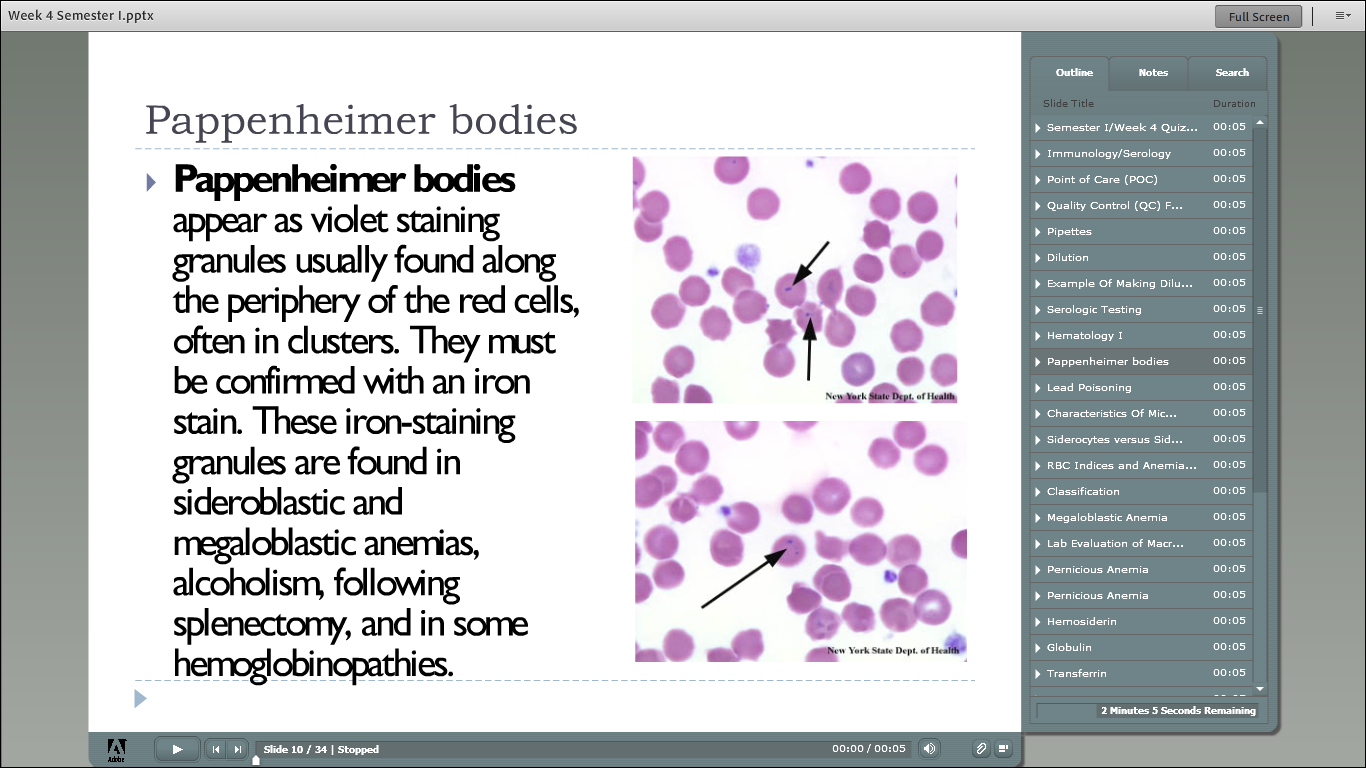 Week 4 Semester I.pptx
Full Screen
Pappenheimer bodies
Pappenheimer bodies
appear as violet staining
granules usually found along
the periphery of the red cells,
often in clusters. They must
be confirmed with an iron
stain. These iron-staining
granules are found in
sideroblastic and
megaloblastic anemias,
alcoholism, following
splenectomy, and in some
hemoglobinopathies.
New York State Dept. of Health
New York State Dept. of Health
Outline Notes Search
Slide Title Duration
Semester I/Week 4 Quiz... 00:05
Immunology/Serology 00:05
Point of Care (POC) 00:05
Quality Control (QC) F... 00:05
Pipettes 00:05
Dilution 00:05
Example Of Making Dilu... 00:05
Serologic Testing 00:05
Hematology I 00:05
Pappenheimer bodies 00:05
Lead Poisoning 00:05
Characteristics Of Mic... 00:05
Siderocytes versus Sid... 00:05
RBC Indices and Anemia... 00:05
Classification 00:05
Megaloblastic Anemia 00:05
Lab Evaluation of Macr... 00:05
Pernicious Anemia 00:05
Pernicious Anemia 00:05
Hemosiderin 00:05
Globulin 00:05
Transferrin 00:05
2 Minutes 5 Seconds Remaining
Adobe
Slide 10 / 34 | Stopped 00:00 / 00:05